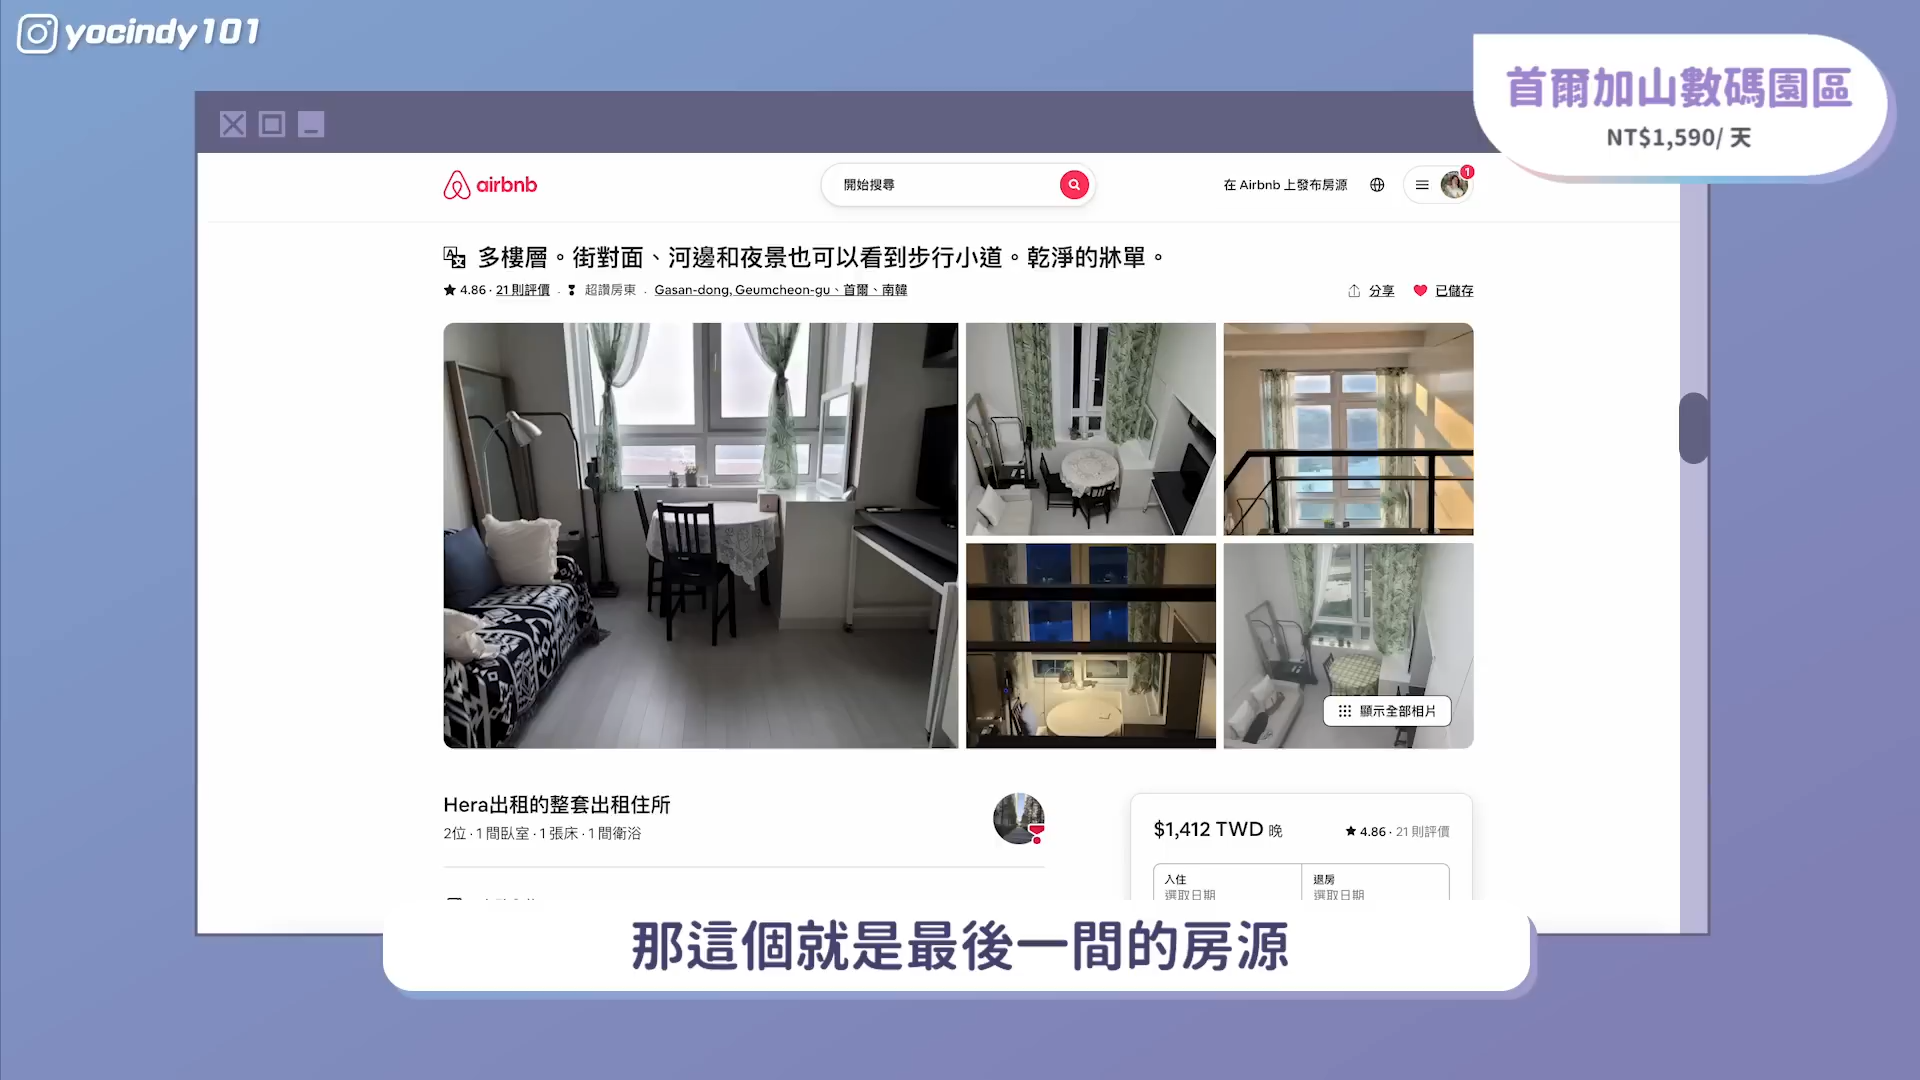 yocindy101
首爾加山數碼園區
NT$1,590/ 天
airbnb
開始搜尋
在 Airbnb 上發布房源
1
多樓層。街對面、河邊和夜景也可以看到步行小道。乾淨的牀單。
4.86 · 21 則評價 · 超讚房東 · Gasan-dong, Geumcheon-gu、首爾、南韓
分享
已儲存
顯示全部相片
Hera出租的整套出租住所
2位 · 1 間臥室 · 1 張床 · 1 間衛浴
$1,412 TWD 晚
4.86 · 21 則評價
入住
選取日期
退房
選取日期
那這個就是最後一間的房源